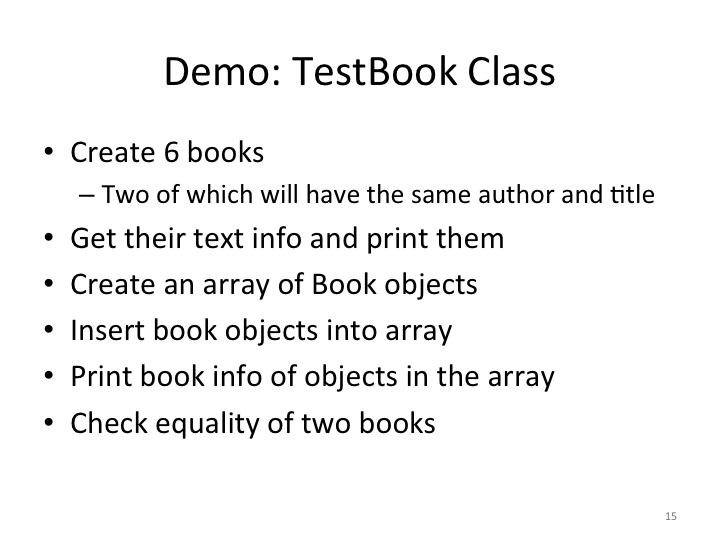 Demo: TestBook Class
• Create 6 books
– Two of which will have the same author and title
• Get their text info and print them
• Create an array of Book objects
• Insert book objects into array
• Print book info of objects in the array
• Check equality of two books
15